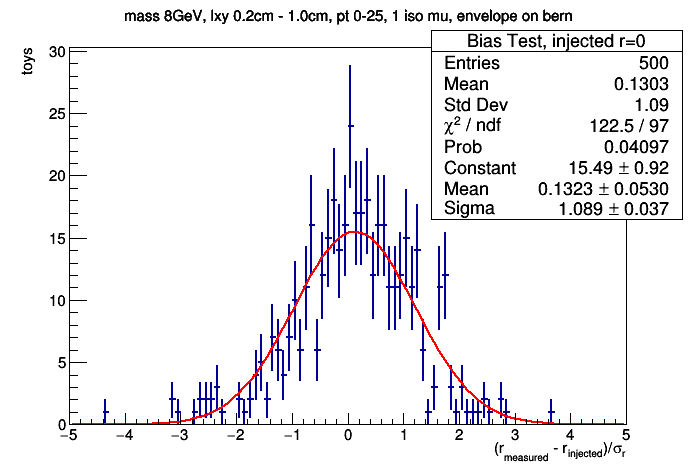 mass 8GeV, lxy 0.2cm - 1.0cm, pt 0-25, 1 iso mu, envelope on bern
Bias Test, injected r=0
Entries 500
Mean 0.1303
Std Dev 1.09
χ² / ndf 122.5 / 97
Prob 0.04097
Constant 15.49 ± 0.92
Mean 0.1323 ± 0.0530
Sigma 1.089 ± 0.037
toys
30
25
20
15
10
5
0
−5 −4 −3 −2 −1 0 1 2 3 4 5
(r_measured - r_injected)/σ_r